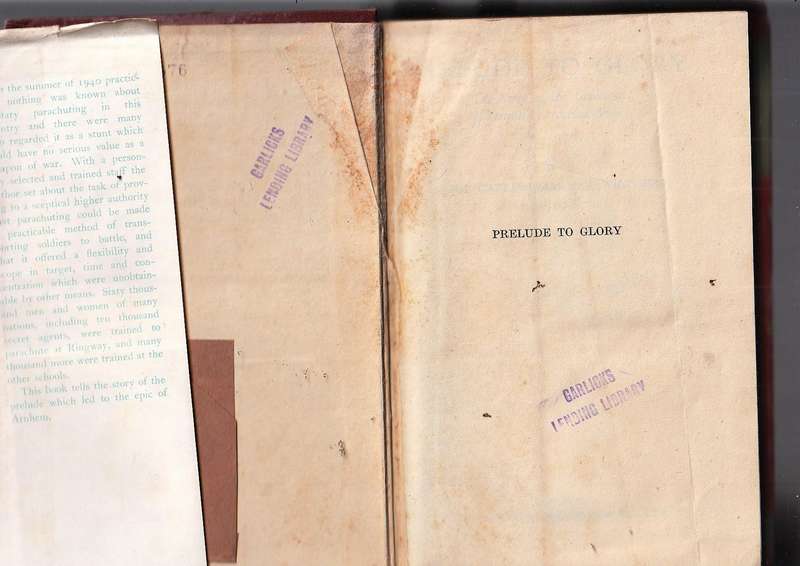 the summer of 1940 practic-
nothing was known about
tary parachuting in this
ntry and there were many
o regarded it as a stunt which
ld have no serious value as a
apon of war. With a person-
y selected and trained staff the
thor set about the task of prov-
g to a sceptical higher authority
at parachuting could be made
practicable method of trans-
orting soldiers to battle, and
hat it offered a flexibility and
cope in target, time and con-
entration which were unobtain-
able by other means. Sixty thous-
and men and women of many
nations, including ten thousand
secret agents, were trained to
parachute at Ringway, and many
thousand more were trained at the
other schools.
This book tells the story of the
prelude which led to the epic of
Arnhem.
76
GARLICKS
LENDING LIBRARY
PRELUDE TO GLORY
GARLICKS
LENDING LIBRARY